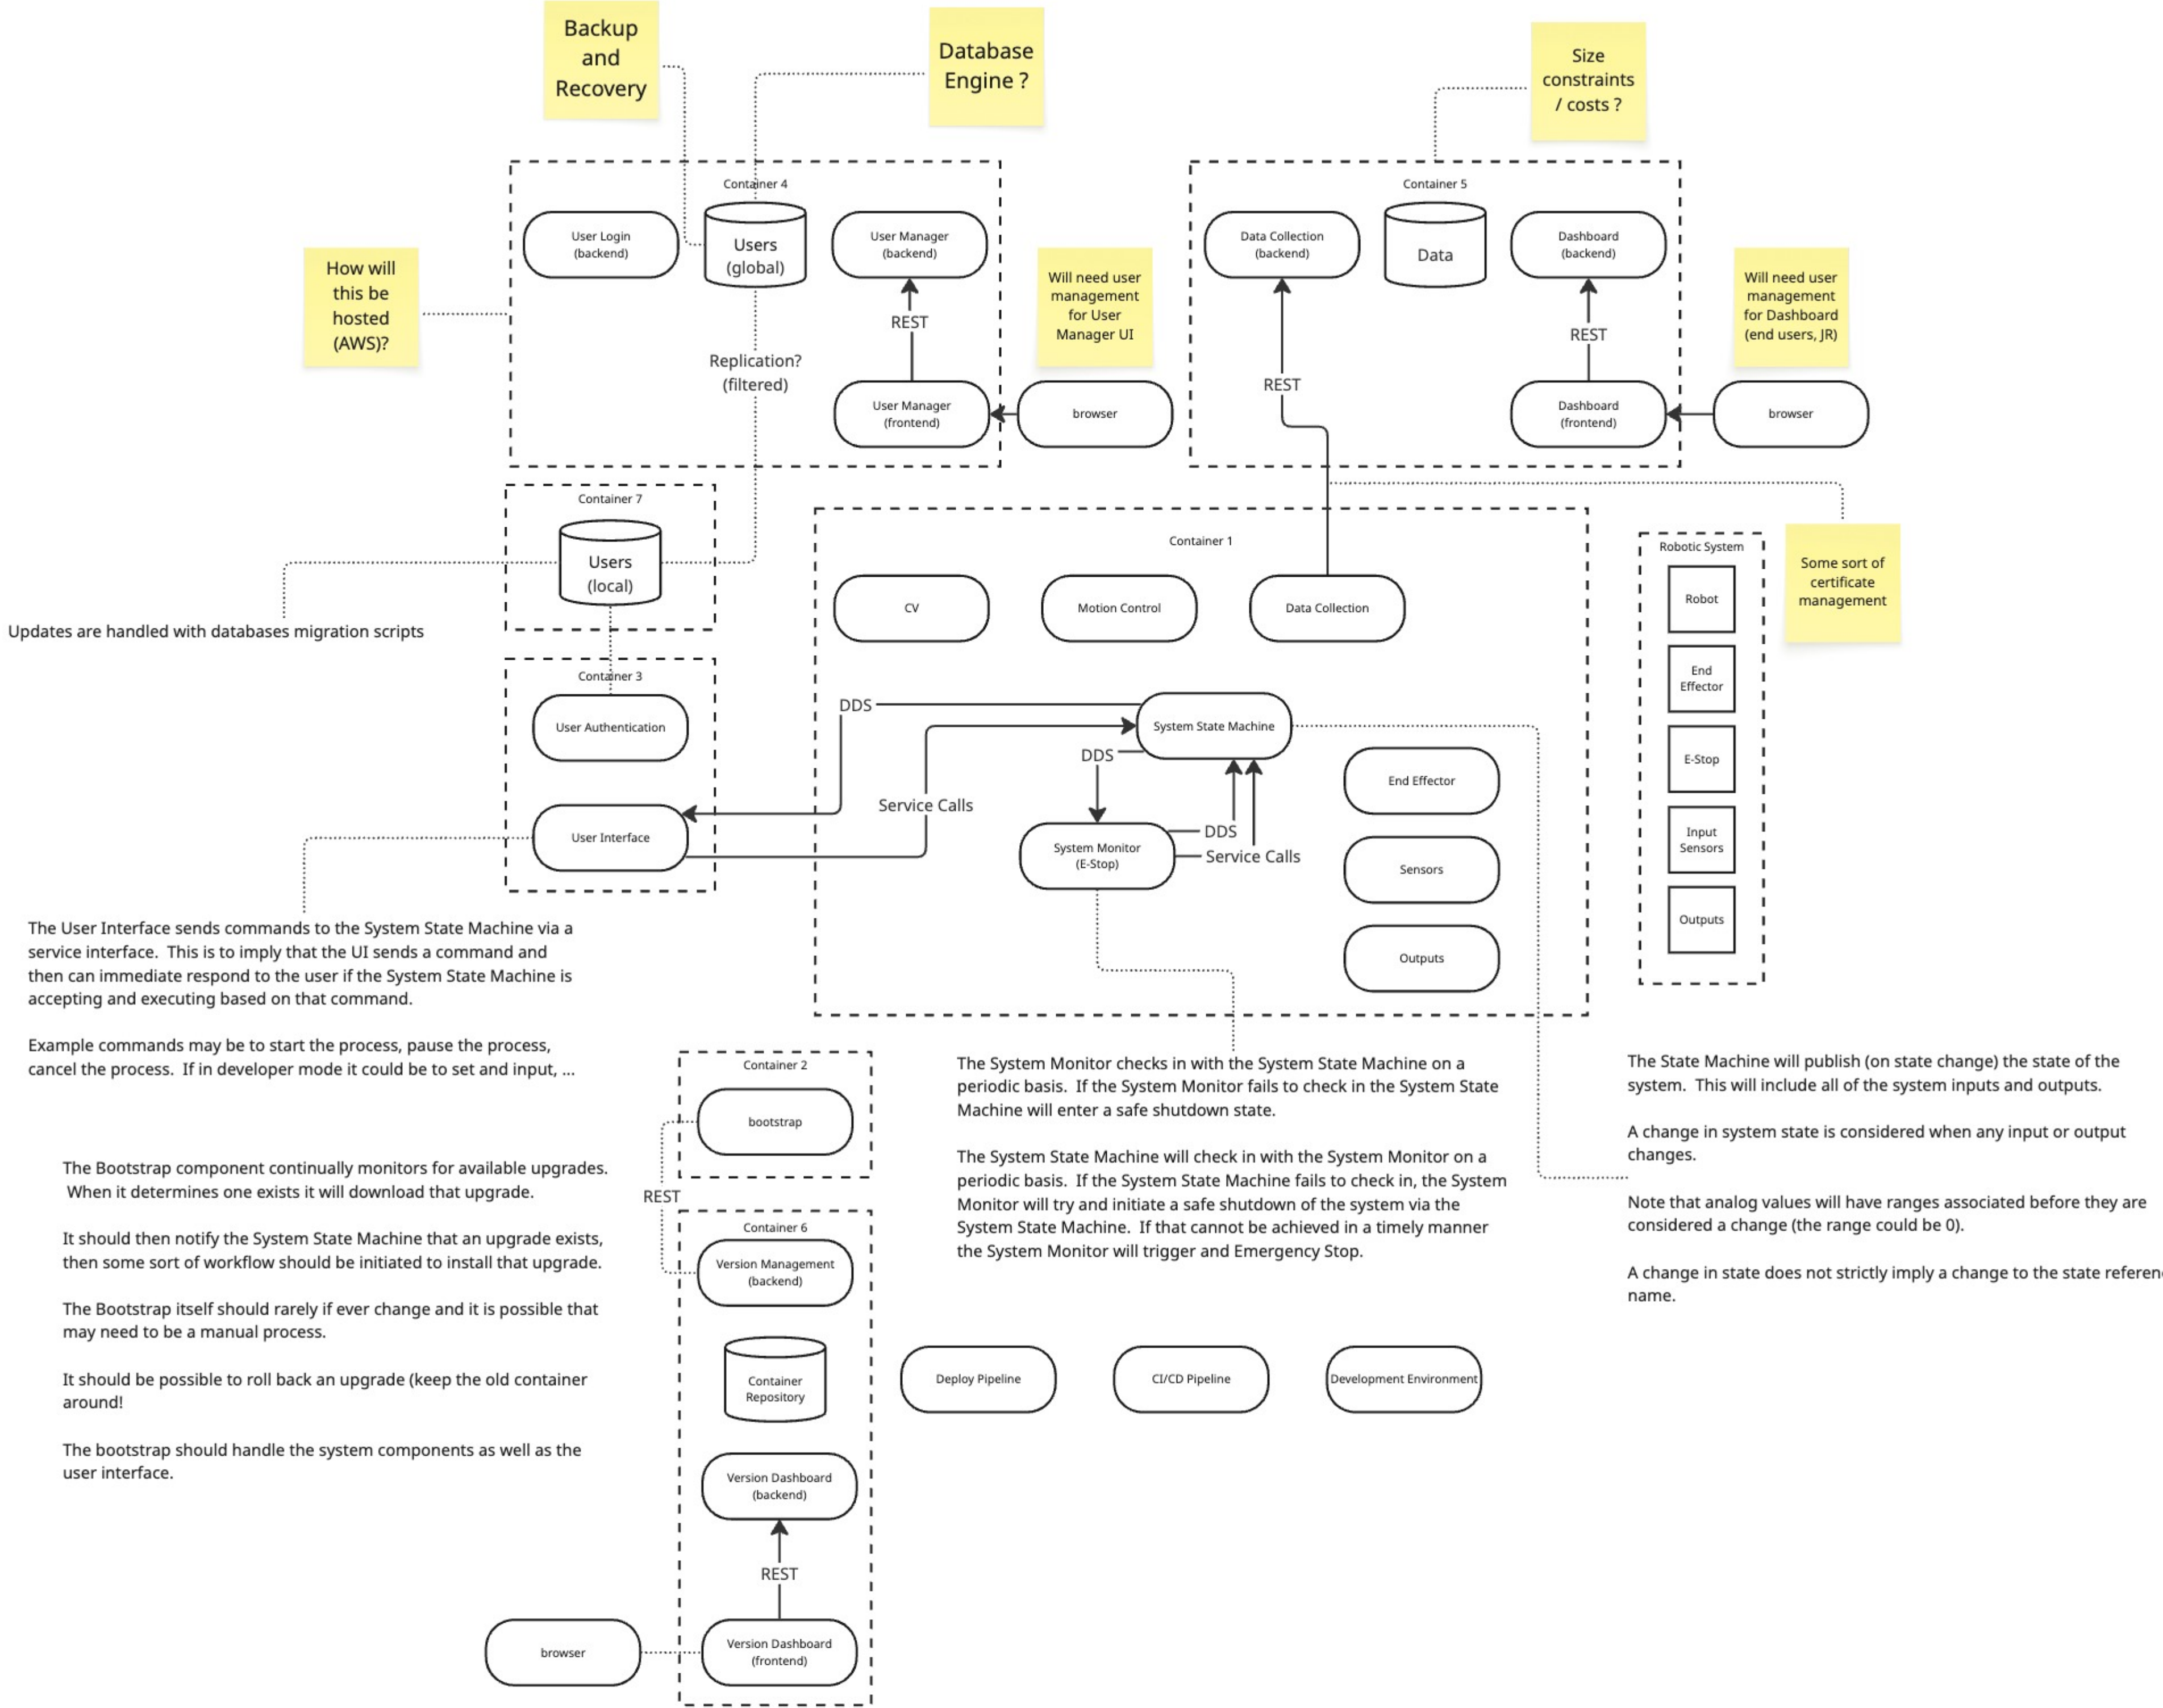 Backup
and
Recovery
Database
Engine ?
Size
constraints
/ costs ?
Container 4
User Login
(backend)
Users
(global)
User Manager
(backend)
REST
Replication?
(filtered)
User Manager
(frontend)
browser
How will
this be
hosted
(AWS)?
Will need user
management
for User
Manager UI
Container 5
Data Collection
(backend)
Data
Dashboard
(backend)
REST
REST
Dashboard
(frontend)
browser
Will need user
management
for Dashboard
(end users, JR)
Container 7
Users
(local)
Updates are handled with databases migration scripts
Container 3
User Authentication
User Interface
Container 1
CV
Motion Control
Data Collection
DDS
System State Machine
DDS
Service Calls
DDS
System Monitor
(E-Stop)
Service Calls
End Effector
Sensors
Outputs
Robotic System
Robot
End
Effector
E-Stop
Input
Sensors
Outputs
Some sort of
certificate
management
The User Interface sends commands to the System State Machine via a
service interface.  This is to imply that the UI sends a command and
then can immediate respond to the user if the System State Machine is
accepting and executing based on that command.
Example commands may be to start the process, pause the process,
cancel the process.  If in developer mode it could be to set and input, ...
The Bootstrap component continually monitors for available upgrades.
When it determines one exists it will download that upgrade.
It should then notify the System State Machine that an upgrade exists,
then some sort of workflow should be initiated to install that upgrade.
The Bootstrap itself should rarely if ever change and it is possible that
may need to be a manual process.
It should be possible to roll back an upgrade (keep the old container
around!
The bootstrap should handle the system components as well as the
user interface.
Container 2
bootstrap
REST
Container 6
Version Management
(backend)
Container
Repository
Version Dashboard
(backend)
REST
Version Dashboard
(frontend)
browser
The System Monitor checks in with the System State Machine on a
periodic basis.  If the System Monitor fails to check in the System State
Machine will enter a safe shutdown state.
The System State Machine will check in with the System Monitor on a
periodic basis.  If the System State Machine fails to check in, the System
Monitor will try and initiate a safe shutdown of the system via the
System State Machine.  If that cannot be achieved in a timely manner
the System Monitor will trigger and Emergency Stop.
Deploy Pipeline
CI/CD Pipeline
Development Environment
The State Machine will publish (on state change) the state of the
system.  This will include all of the system inputs and outputs.
A change in system state is considered when any input or output
changes.
Note that analog values will have ranges associated before they are
considered a change (the range could be 0).
A change in state does not strictly imply a change to the state
name.